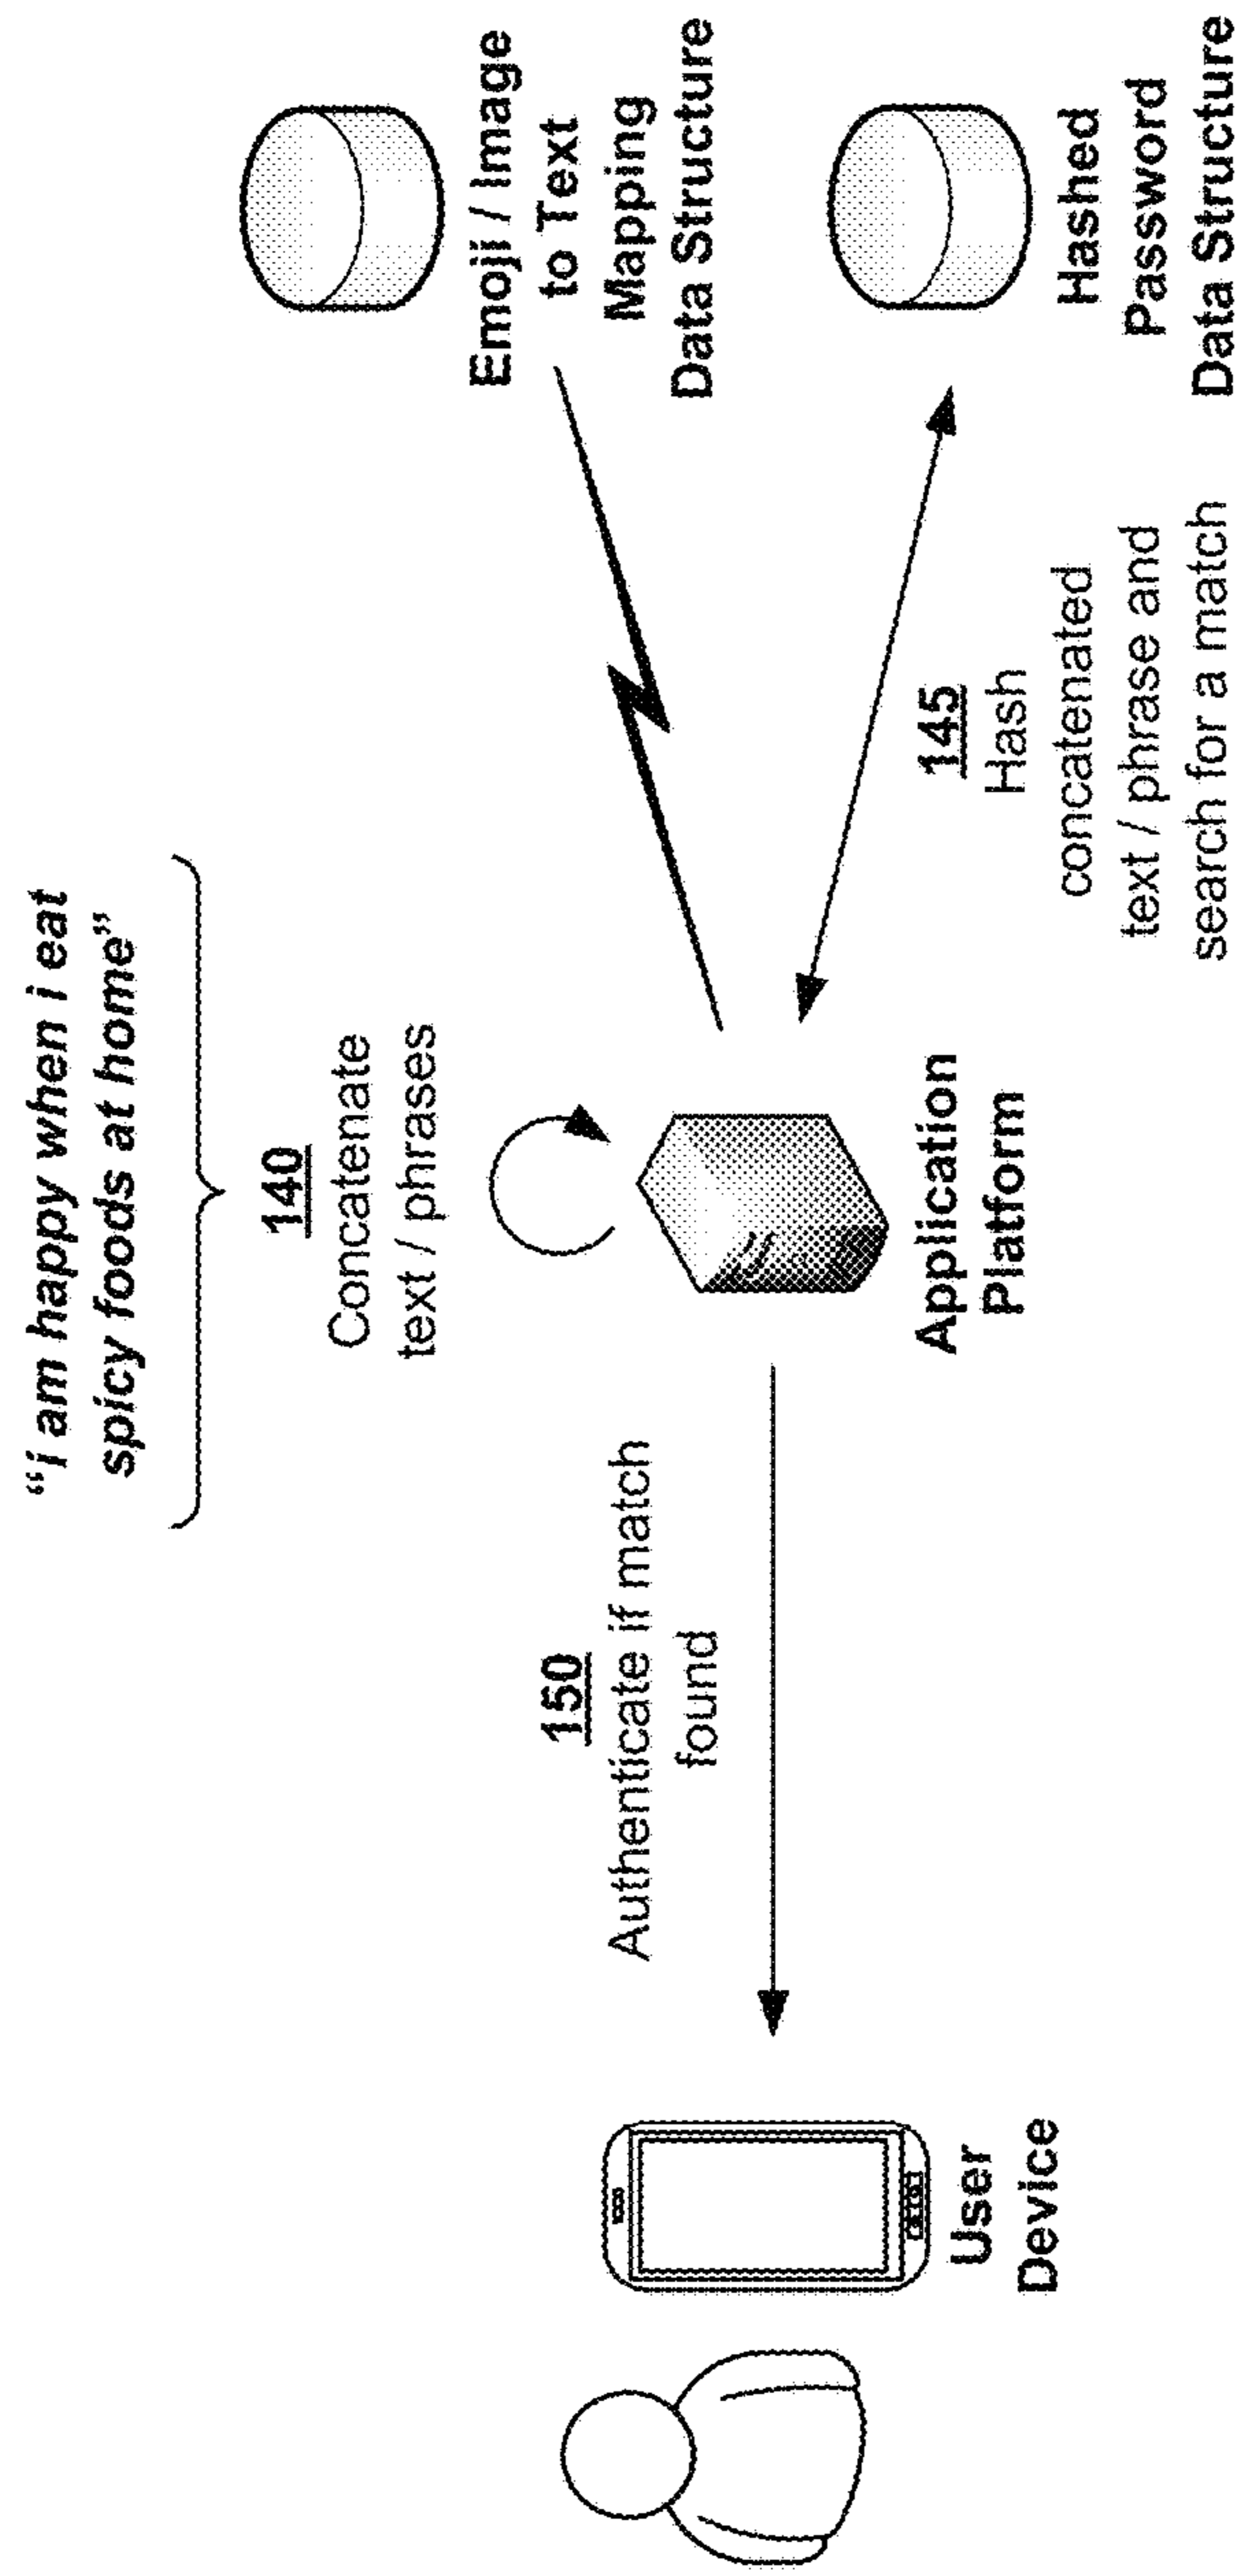 “i am happy when i eat
spicy foods at home”
140
Concatenate
text / phrases
150
Authenticate if match
found
145
Hash
concatenated
text / phrase and
search for a match
User
Device
Application
Platform
Emoji / Image
to Text
Mapping
Data Structure
Hashed
Password
Data Structure